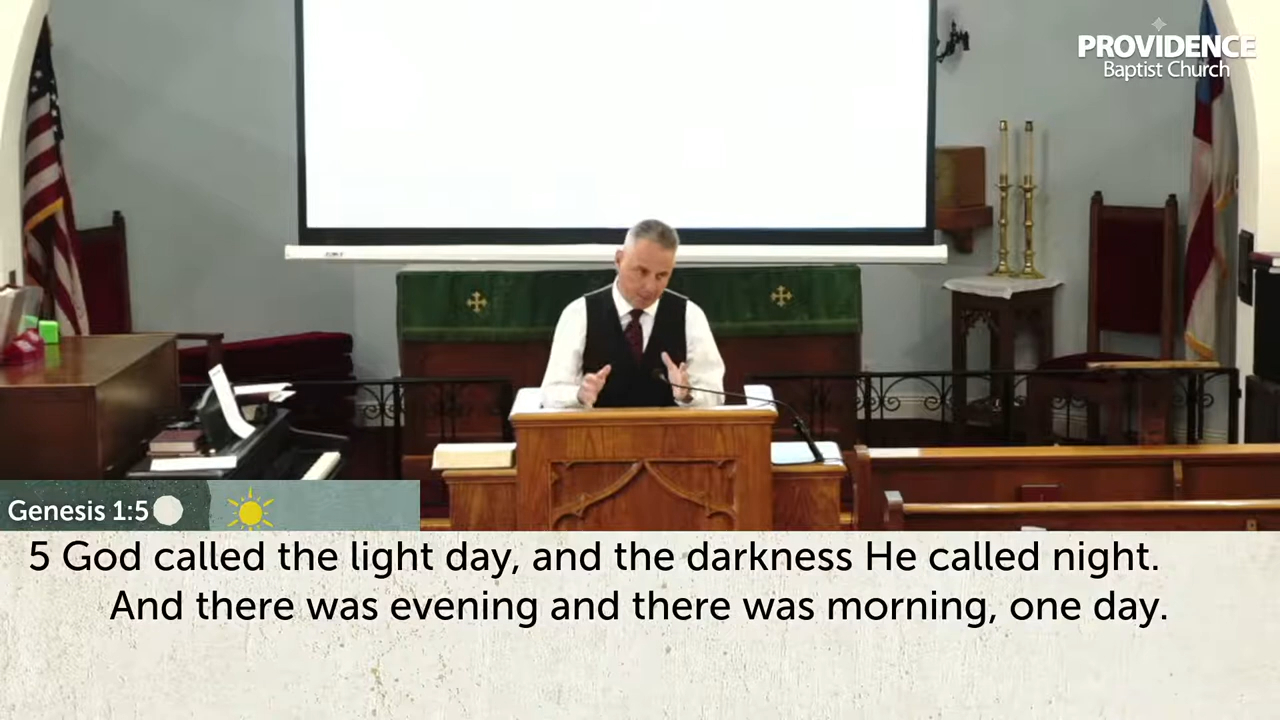 PROVIDENCE
Baptist Church
Genesis 1:5
5 God called the light day, and the darkness He called night.
And there was evening and there was morning, one day.